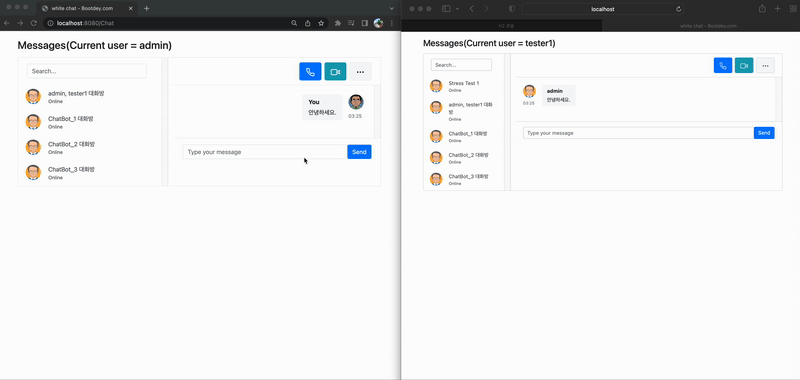 white chat - Bootdey.com
localhost:8080/Chat
Messages(Current user = admin)
Search...
admin, tester1 대화방
Online
ChatBot_1 대화방
Online
ChatBot_2 대화방
Online
ChatBot_3 대화방
Online
You
안녕하세요.
03:25
Type your message
Send
localhost
H2 콘솔
white chat - Bootdey.com
Messages(Current user = tester1)
Search...
Stress Test 1
Online
admin, tester1 대화
방
Online
ChatBot_1 대화방
Online
ChatBot_2 대화방
Online
ChatBot_3 대화방
Online
admin
안녕하세요.
03:25
Type your message
Send